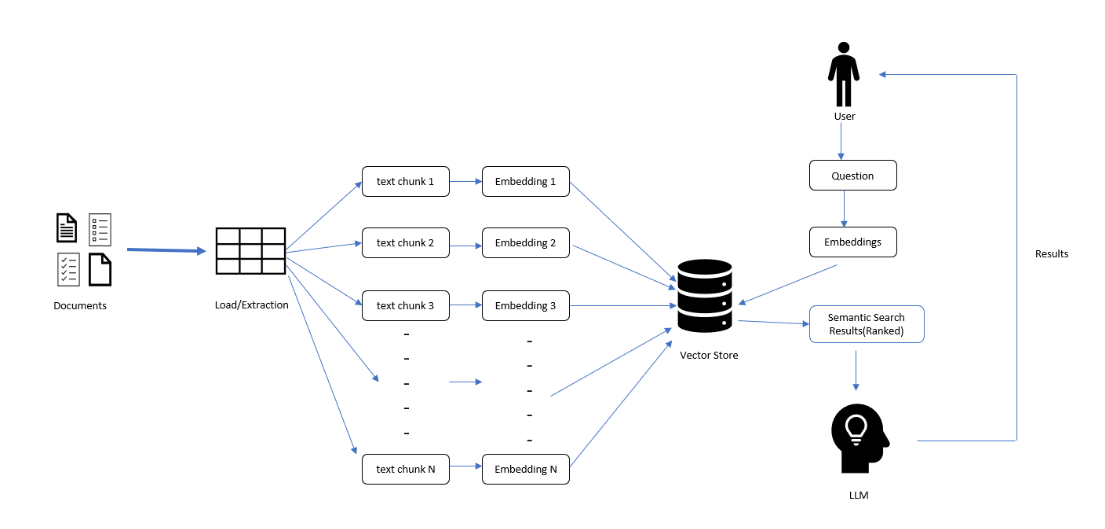 User
Question
Embeddings
text chunk 1
Embedding 1
text chunk 2
Embedding 2
text chunk 3
Embedding 3
text chunk N
Embedding N
Documents
Load/Extraction
Vector Store
Semantic Search
Results(Ranked)
LLM
Results